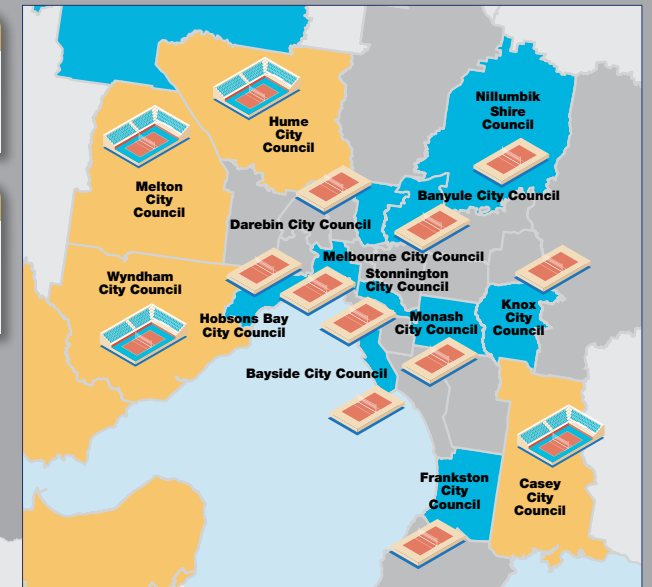 Nillumbik
Shire
Council
Hume
City
Council
Melton
City
Council
Banyule City Council
Darebin City Council
Melbourne City Council
Stonnington
City Council
Wyndham
City Council
Knox
City
Council
Hobsons Bay
City Council
Monash
City Council
Bayside City Council
Frankston
City
Council
Casey
City
Council